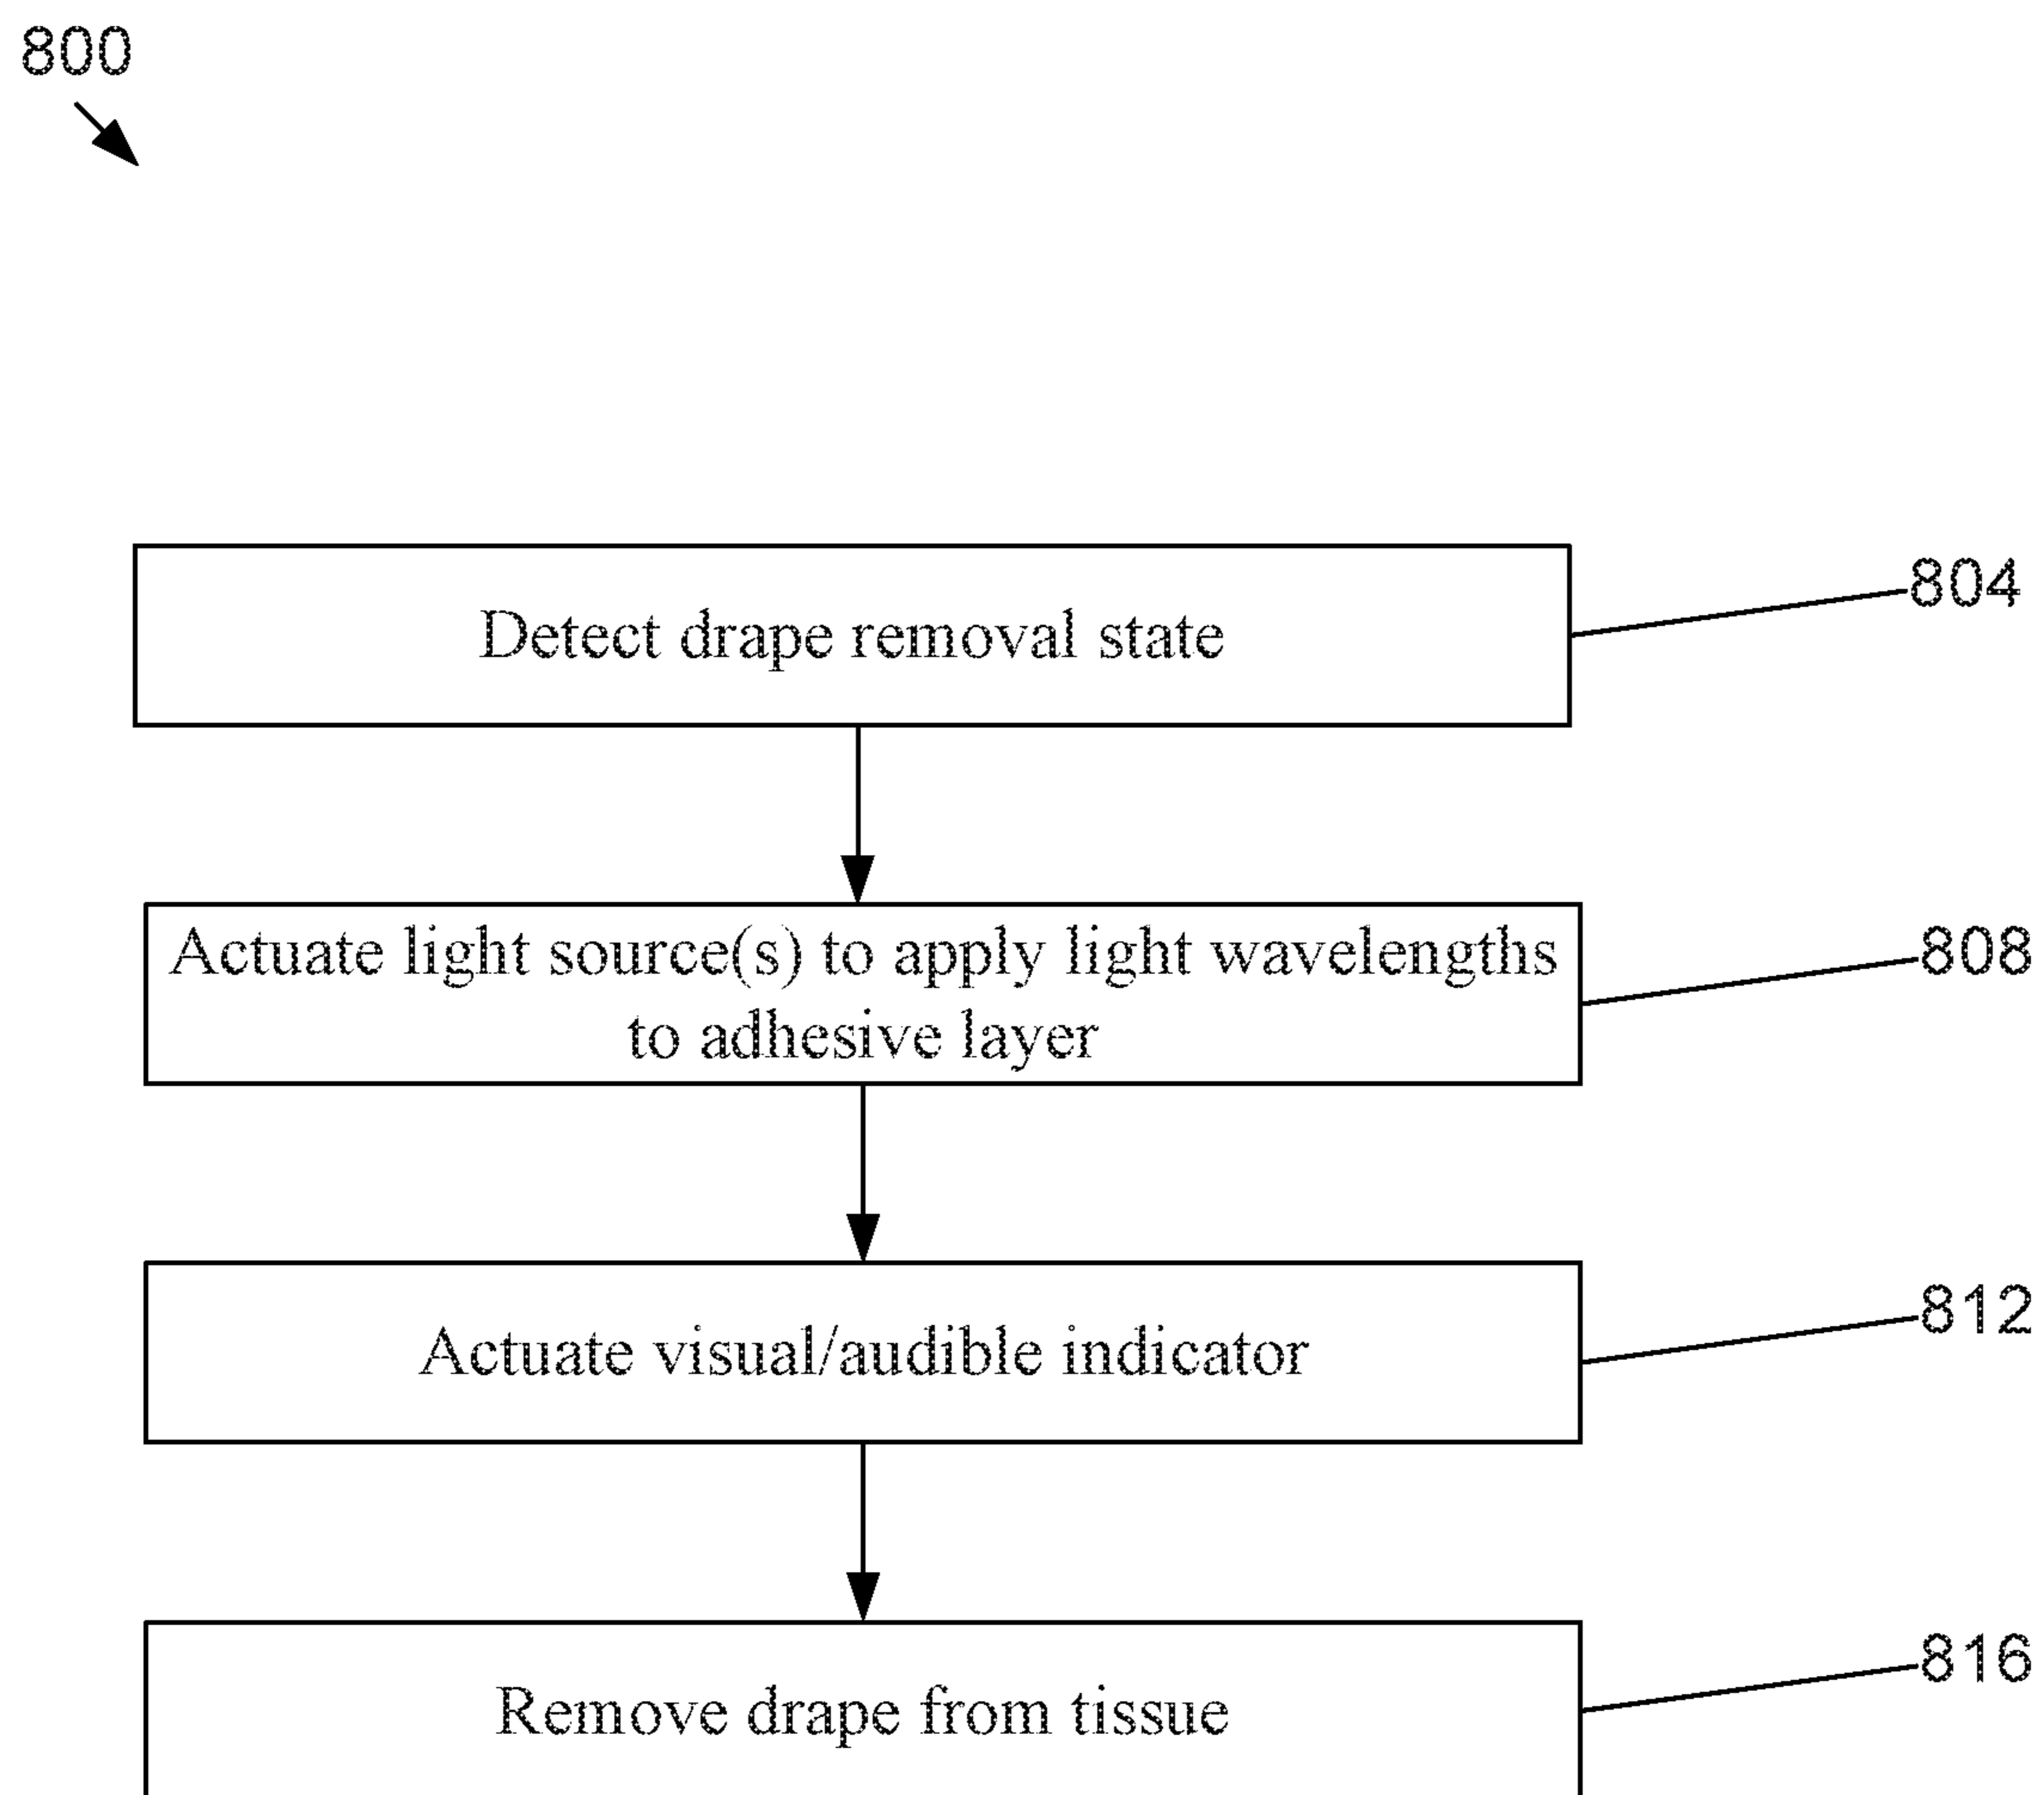 800
Detect drape removal state
804
Actuate light source(s) to apply light wavelengths
to adhesive layer
808
Actuate visual/audible indicator
812
Remove drape from tissue
816